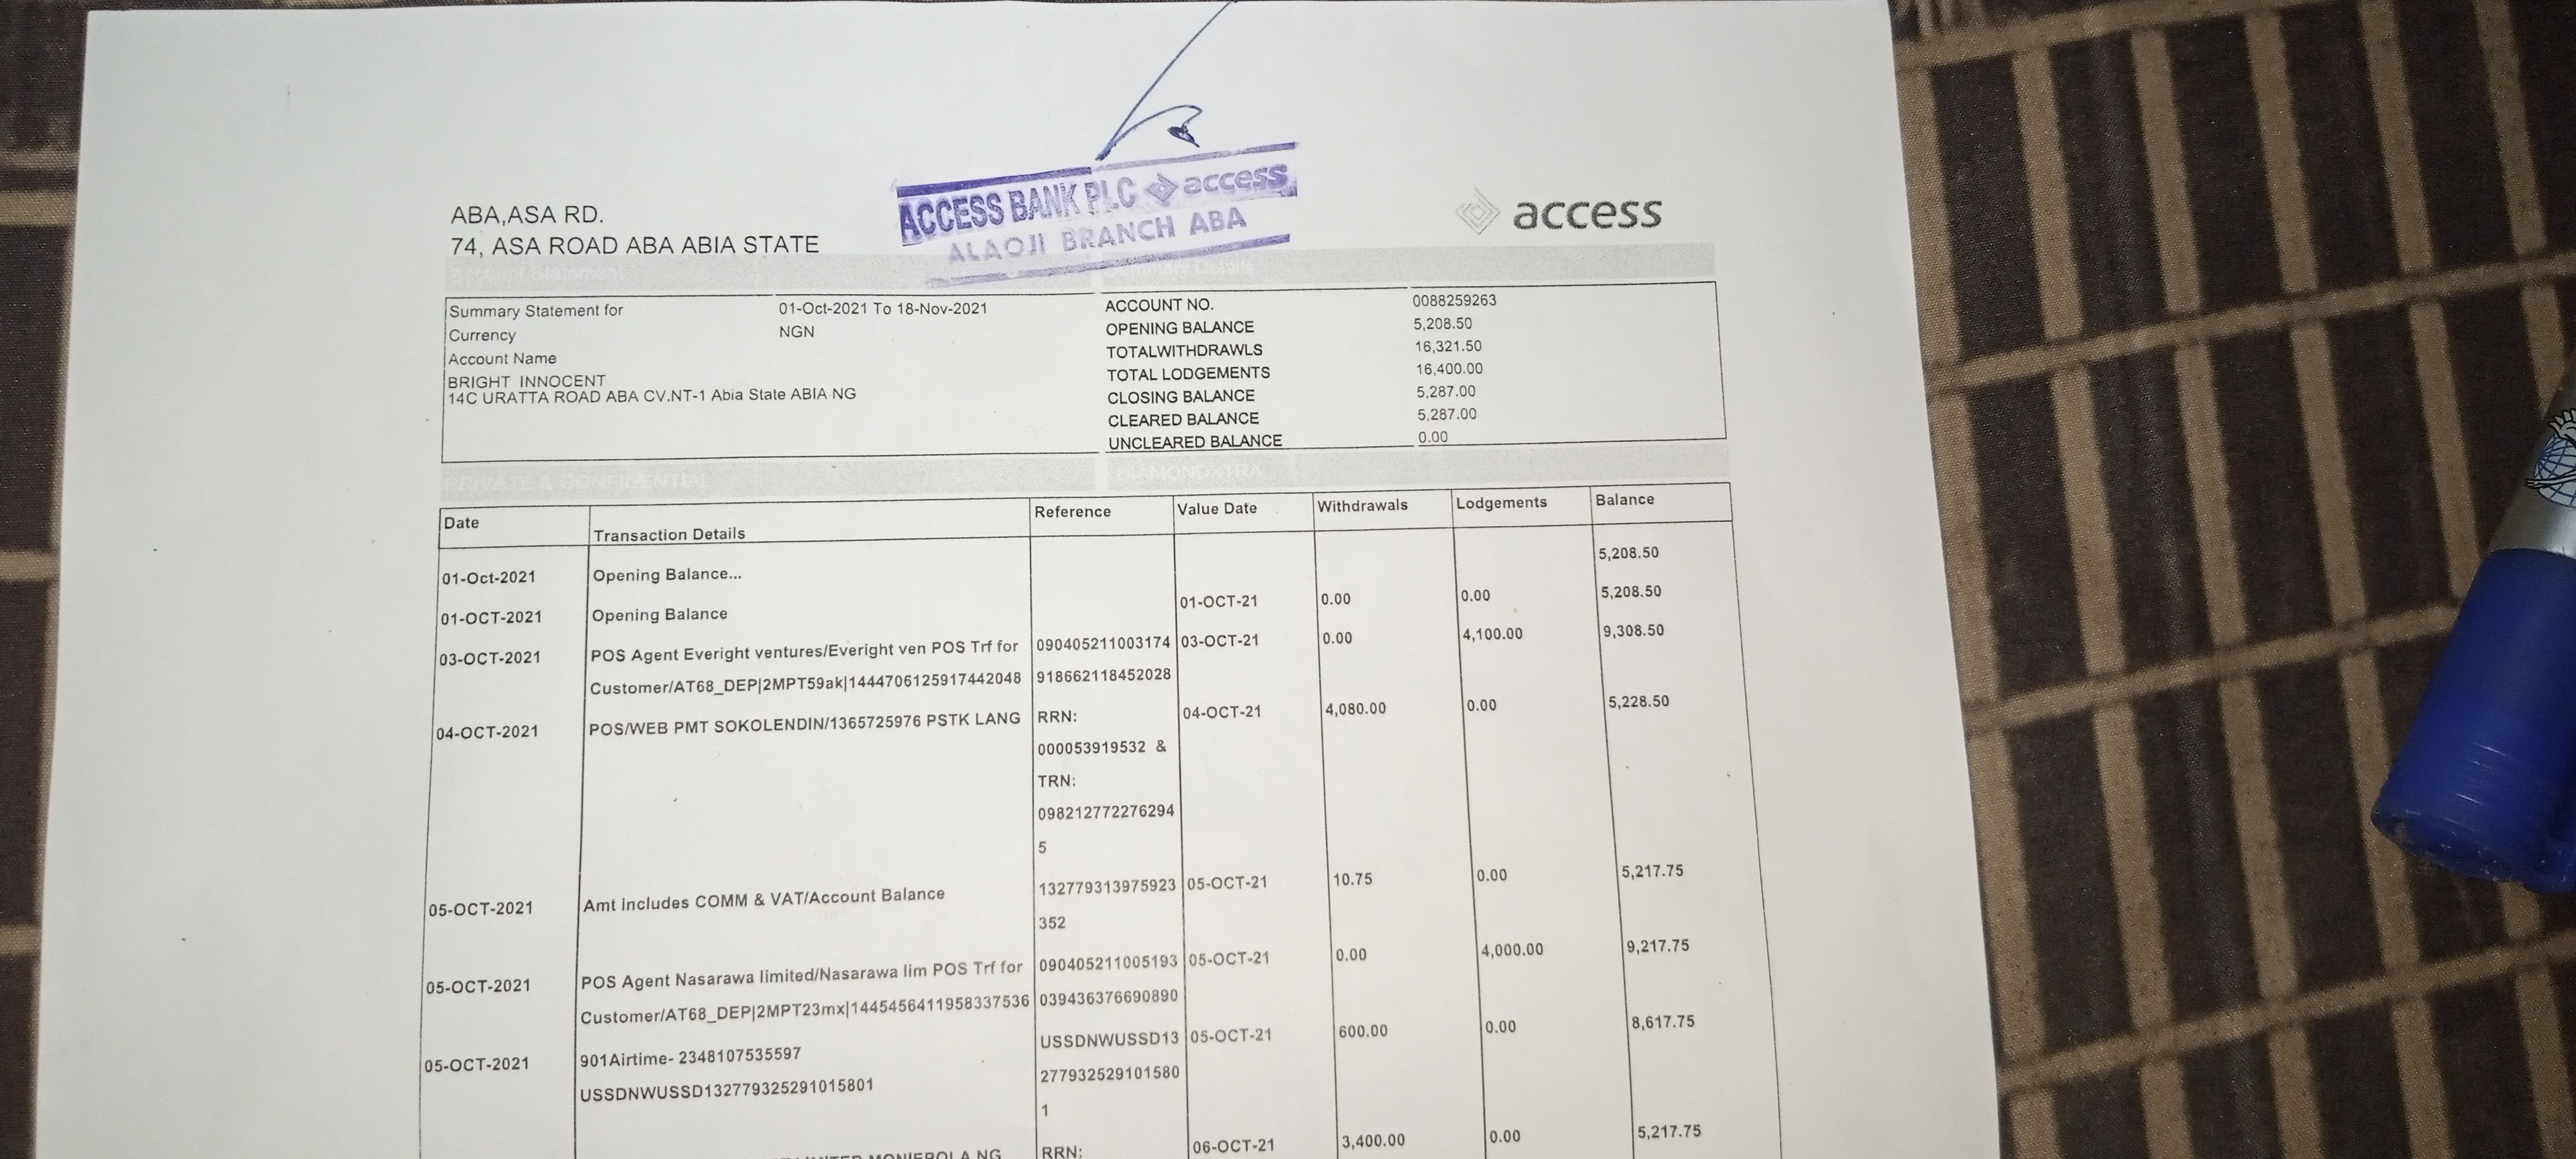 ACCESS BANK PLC access
ALAOJI BRANCH ABA
access
ABA,ASA RD.
74, ASA ROAD ABA ABIA STATE
Account Statement Summary Details
Summary Statement for 01-Oct-2021 To 18-Nov-2021
Currency NGN
Account Name
BRIGHT INNOCENT
14C URATTA ROAD ABA CV.NT-1 Abia State ABIA NG
ACCOUNT NO. 0088259263
OPENING BALANCE 5,208.50
TOTALWITHDRAWLS 16,321.50
TOTAL LODGEMENTS 16,400.00
CLOSING BALANCE 5,287.00
CLEARED BALANCE 5,287.00
UNCLEARED BALANCE 0.00
PRIVATE & CONFIDENTIAL DIAMONDXTRA
Date Transaction Details Reference Value Date Withdrawals Lodgements Balance
01-Oct-2021 Opening Balance... 5,208.50
01-OCT-2021 Opening Balance 01-OCT-21 0.00 0.00 5,208.50
03-OCT-2021 POS Agent Everight ventures/Everight ven POS Trf for 090405211003174 03-OCT-21 0.00 4,100.00 9,308.50
Customer/AT68_DEP|2MPT59ak|1444706125917442048 918662118452028
04-OCT-2021 POS/WEB PMT SOKOLENDIN/1365725976 PSTK LANG RRN: 04-OCT-21 4,080.00 0.00 5,228.50
000053919532 &
TRN:
098212772276294
5
05-OCT-2021 Amt includes COMM & VAT/Account Balance 132779313975923 05-OCT-21 10.75 0.00 5,217.75
352
05-OCT-2021 POS Agent Nasarawa limited/Nasarawa lim POS Trf for 090405211005193 05-OCT-21 0.00 4,000.00 9,217.75
Customer/AT68_DEP|2MPT23mx|1445456411958337536 039436376690890
05-OCT-2021 901Airtime- 2348107535597 USSDNWUSSD13 05-OCT-21 600.00 0.00 8,617.75
USSDNWUSSD132779325291015801 277932529101580
1
RRN: 06-OCT-21 3,400.00 0.00 5,217.75